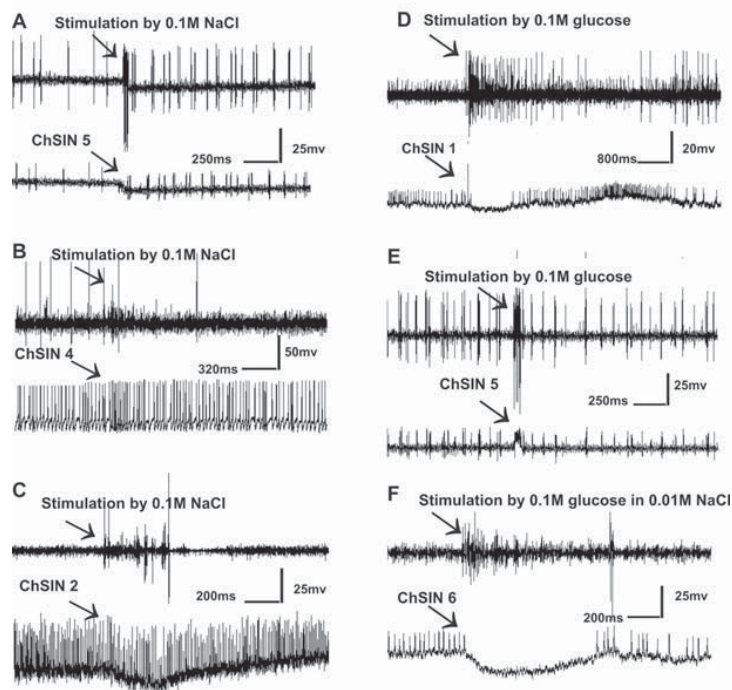 A
Stimulation by 0.1M NaCl
ChSIN 5
250ms
25mv
B
Stimulation by 0.1M NaCl
ChSIN 4
320ms
50mv
C
Stimulation by 0.1M NaCl
ChSIN 2
200ms
25mv
D
Stimulation by 0.1M glucose
ChSIN 1
800ms
20mv
E
Stimulation by 0.1M glucose
ChSIN 5
250ms
25mv
F
Stimulation by 0.1M glucose in 0.01M NaCl
ChSIN 6
200ms
25mv